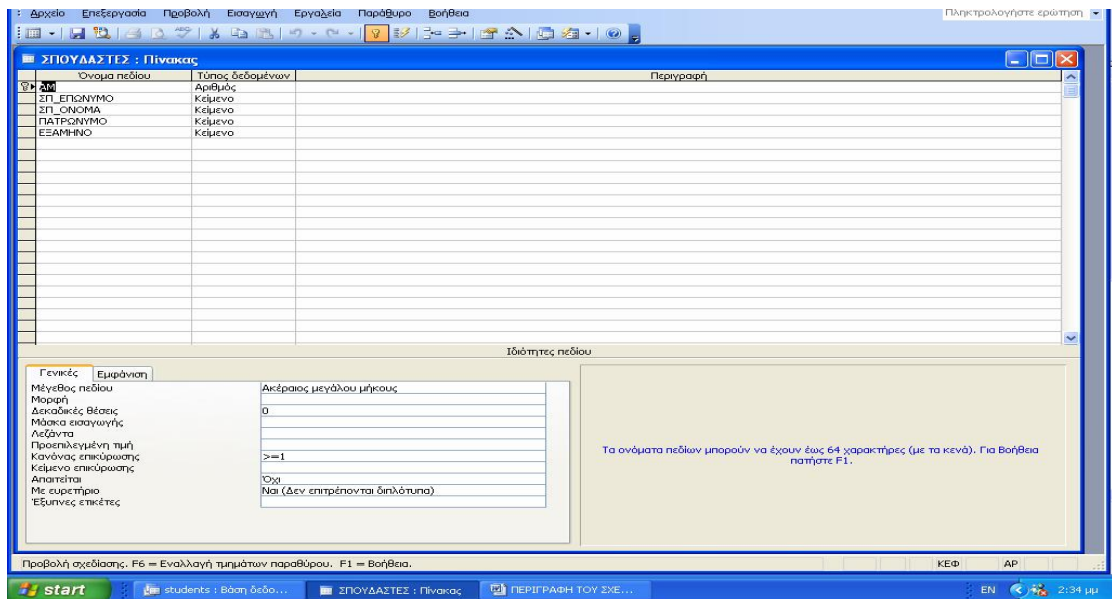 Αρχείο Επεξεργασία Προβολή Εισαγωγή Εργαλεία Παράθυρο Βοήθεια Πληκτρολογήστε ερώτηση
ΣΠΟΥΔΑΣΤΕΣ : Πίνακας
Όνομα πεδίου Τύπος δεδομένων Περιγραφή
ΑΜ Αριθμός
ΣΠ_ΕΠΩΝΥΜΟ Κείμενο
ΣΠ_ΟΝΟΜΑ Κείμενο
ΠΑΤΡΩΝΥΜΟ Κείμενο
ΕΞΑΜΗΝΟ Κείμενο
Ιδιότητες πεδίου
Γενικές Εμφάνιση
Μέγεθος πεδίου Ακέραιος μεγάλου μήκους
Μορφή
Δεκαδικές θέσεις 0
Μάσκα εισαγωγής
Λεζάντα
Προεπιλεγμένη τιμή
Κανόνας επικύρωσης >=1
Κείμενο επικύρωσης
Απαιτείται Όχι
Με ευρετήριο Ναι (Δεν επιτρέπονται διπλότυπα)
Έξυπνες ετικέτες
Τα ονόματα πεδίων μπορούν να έχουν έως 64 χαρακτήρες (με τα κενά). Για Βοήθεια
πατήστε F1.
Προβολή σχεδίασης. F6 = Εναλλαγή τμημάτων παραθύρου. F1 = Βοήθεια. ΚΕΦ ΑΡ
start students : Βάση δεδο... ΣΠΟΥΔΑΣΤΕΣ : Πίνακας ΠΕΡΙΓΡΑΦΗ ΤΟΥ ΣΧΕ... EN 2:34 μμ